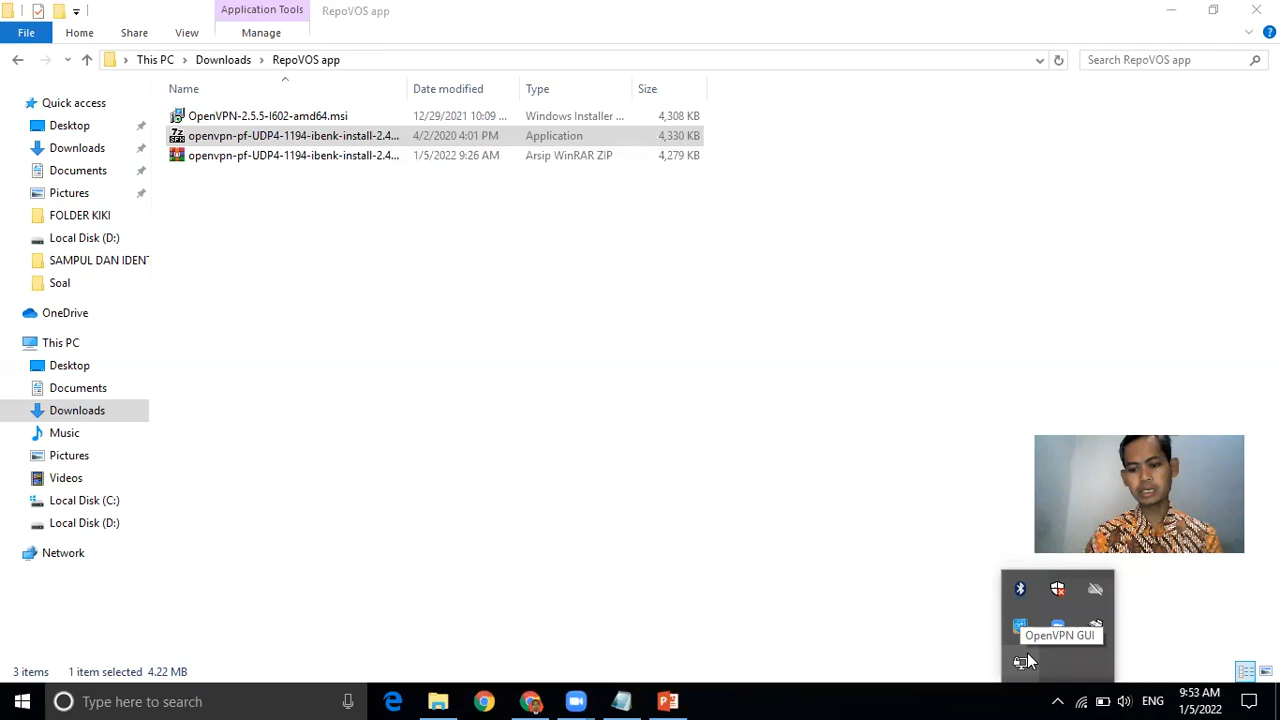 Application Tools
RepoVOS app
File
Home
Share
View
Manage
This PC
Downloads
RepoVOS app
Search RepoVOS app
Name
Date modified
Type
Size
OpenVPN-2.5.5-I602-amd64.msi
12/29/2021 10:09 ...
Windows Installer ...
4,308 KB
openvpn-pf-UDP4-1194-ibenk-install-2.4...
4/2/2020 4:01 PM
Application
4,330 KB
openvpn-pf-UDP4-1194-ibenk-install-2.4...
1/5/2022 9:26 AM
Arsip WinRAR ZIP
4,279 KB
Quick access
Desktop
Downloads
Documents
Pictures
FOLDER KIKI
Local Disk (D:)
SAMPUL DAN IDENT
Soal
OneDrive
This PC
Desktop
Documents
Downloads
Music
Pictures
Videos
Local Disk (C:)
Local Disk (D:)
Network
OpenVPN GUI
3 items
1 item selected 4.22 MB
Type here to search
ENG
9:53 AM
1/5/2022